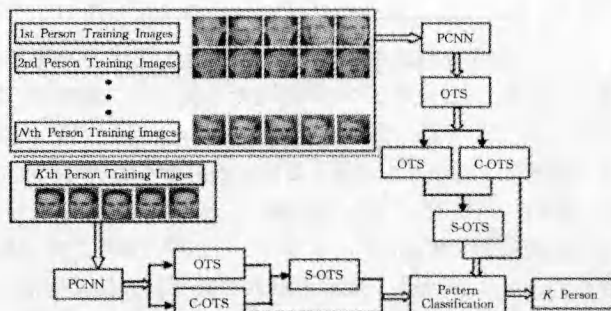 1st Person Training Images
2nd Person Training Images
Nth Person Training Images
Kth Person Training Images
PCNN
OTS
OTS
C-OTS
S-OTS
PCNN
OTS
C-OTS
S-OTS
Pattern
Classification
K Person